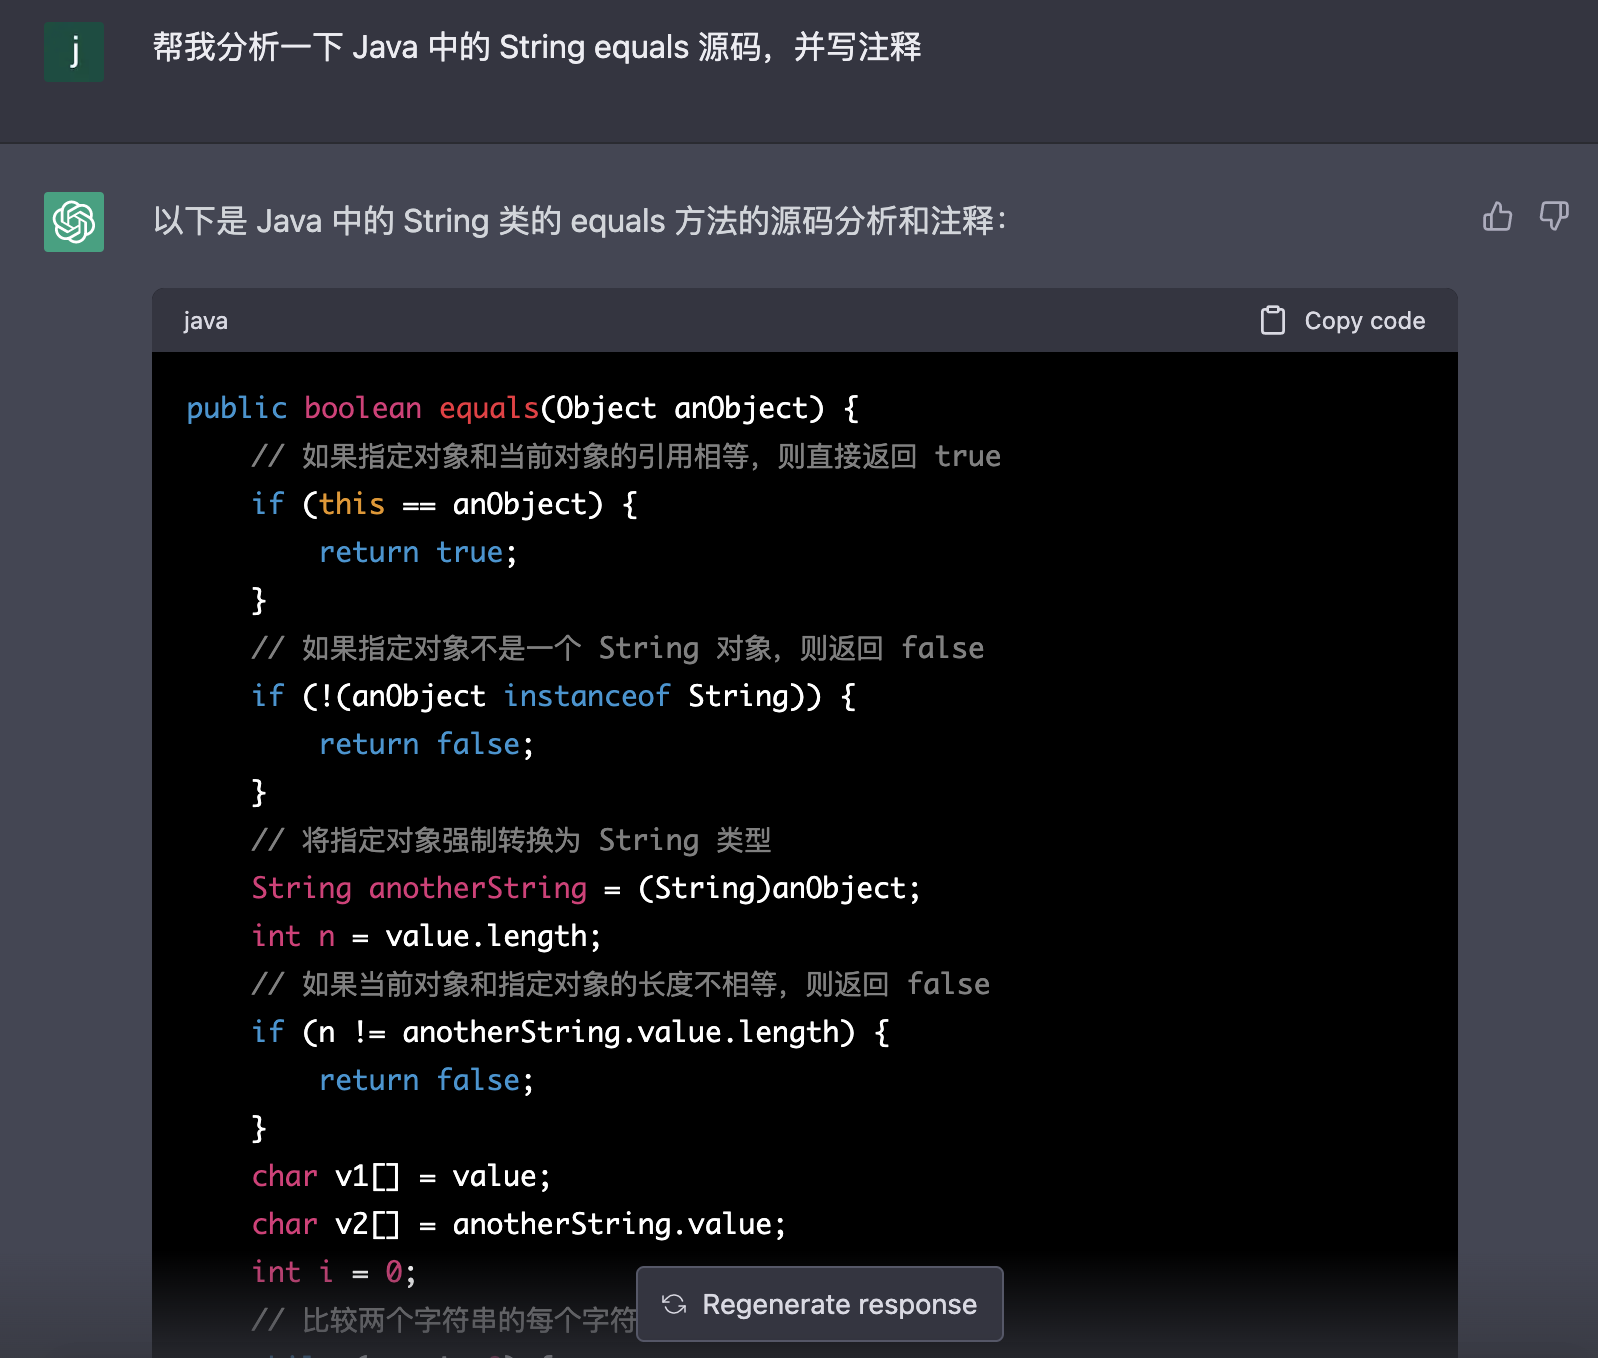 j
帮我分析一下 Java 中的 String equals 源码，并写注释
以下是 Java 中的 String 类的 equals 方法的源码分析和注释：
java
Copy code
public boolean equals(Object anObject) {
    // 如果指定对象和当前对象的引用相等，则直接返回 true
    if (this == anObject) {
        return true;
    }
    // 如果指定对象不是一个 String 对象，则返回 false
    if (!(anObject instanceof String)) {
        return false;
    }
    // 将指定对象强制转换为 String 类型
    String anotherString = (String)anObject;
    int n = value.length;
    // 如果当前对象和指定对象的长度不相等，则返回 false
    if (n != anotherString.value.length) {
        return false;
    }
    char v1[] = value;
    char v2[] = anotherString.value;
    int i = 0;
    // 比较两个字符串的每个字符
Regenerate response